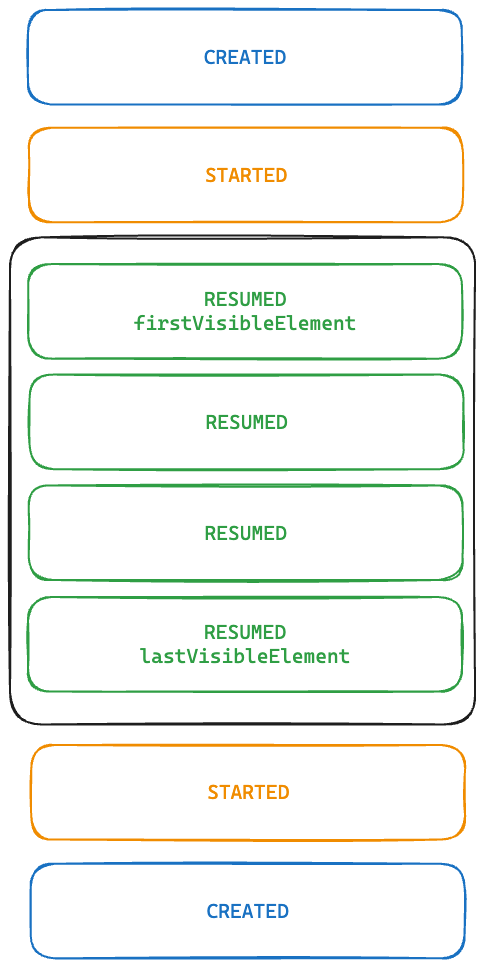 CREATED
STARTED
RESUMED
firstVisibleElement
RESUMED
RESUMED
RESUMED
lastVisibleElement
STARTED
CREATED